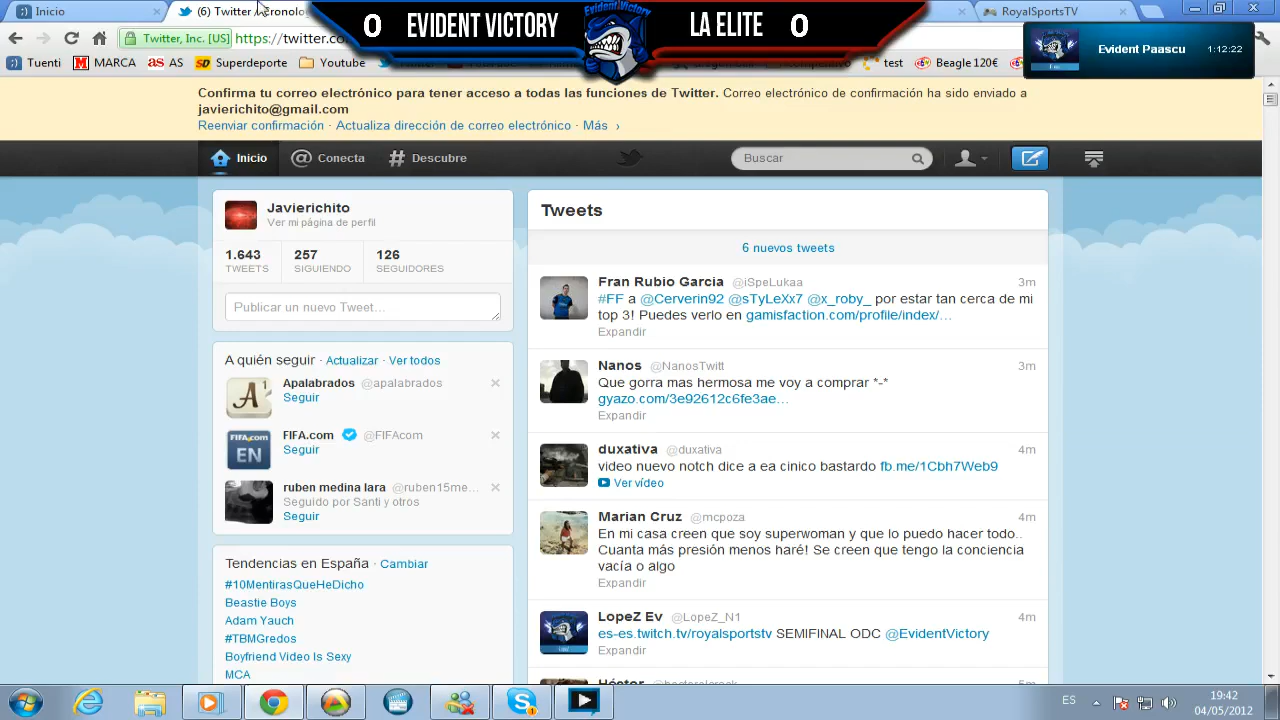 Inicio
(6) Twitter /
RoyalSportsTV
0 EVIDENT VICTORY
Evident Victory
LA ELITE 0
Evident Paascu 1:12:22
Twitter, Inc. [US] https://twitter.co
Tuenti MARCA AS Superdeporte Youtube test Beagle 120€
Confirma tu correo electrónico para tener acceso a todas las funciones de Twitter. Correo electrónico de confirmación ha sido enviado a
javierichito@gmail.com
Reenviar confirmación · Actualiza dirección de correo electrónico · Más ›
Inicio Conecta Descubre Buscar
Javierichito
Ver mi página de perfil
1.643 257 126
TWEETS SIGUIENDO SEGUIDORES
Publicar un nuevo Tweet…
A quién seguir · Actualizar · Ver todos
Apalabrados @apalabrados ×
Seguir
FIFA.com @FIFAcom ×
FIFA.com
EN
Seguir
ruben medina lara @ruben15me… ×
Seguido por Santi y otros
Seguir
Tendencias en España · Cambiar
#10MentirasQueHeDicho
Beastie Boys
Adam Yauch
#TBMGredos
Boyfriend Video Is Sexy
MCA
Tweets
6 nuevos tweets
Fran Rubio Garcia @iSpeLukaa 3m
#FF a @Cerverin92 @sTyLeXx7 @x_roby_ por estar tan cerca de mi
top 3! Puedes verlo en gamisfaction.com/profile/index/…
Expandir
Nanos @NanosTwitt 3m
Que gorra mas hermosa me voy a comprar *-*
gyazo.com/3e92612c6fe3ae…
Expandir
duxativa @duxativa 4m
video nuevo notch dice a ea cinico bastardo fb.me/1Cbh7Web9
Ver vídeo
Marian Cruz @mcpoza 4m
En mi casa creen que soy superwoman y que lo puedo hacer todo..
Cuanta más presión menos haré! Se creen que tengo la conciencia
vacía o algo
Expandir
LopeZ Ev @LopeZ_N1 4m
es-es.twitch.tv/royalsportstv SEMIFINAL ODC @EvidentVictory
Expandir
Héctor 5m
ES 19:42
04/05/2012